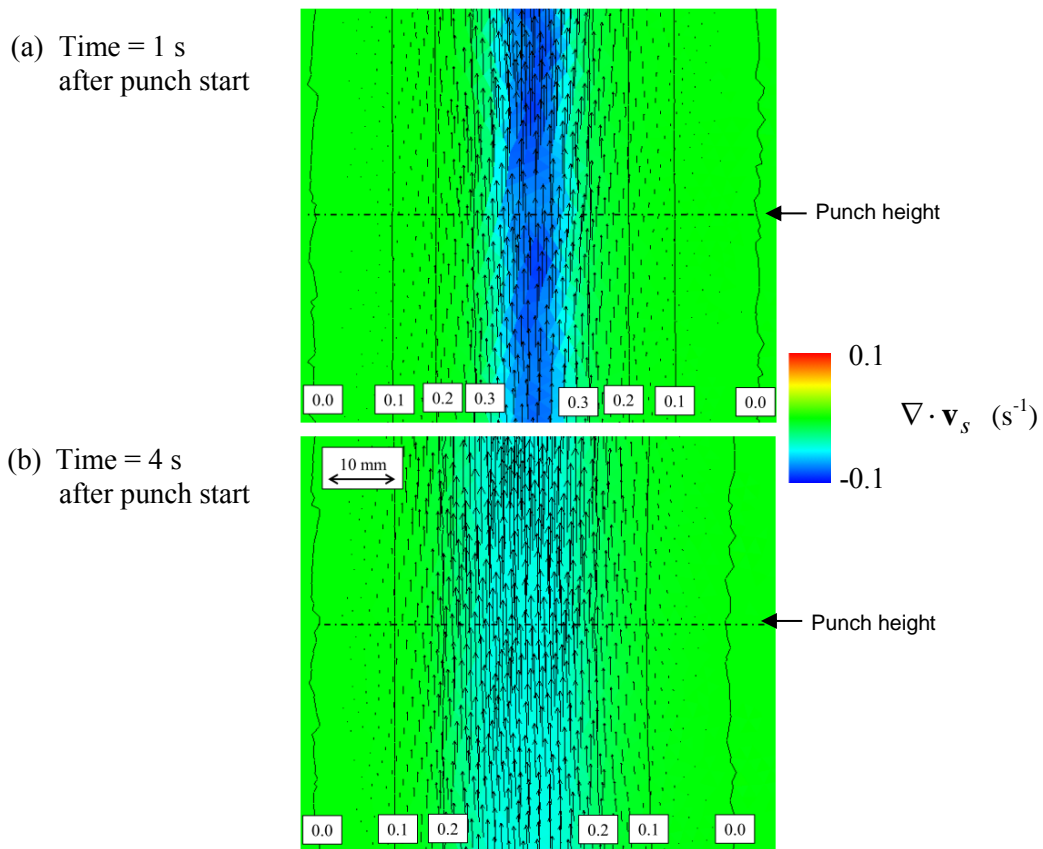 (a) Time = 1 s
after punch start
Punch height
0.0 0.1 0.2 0.3 0.3 0.2 0.1 0.0
0.1
∇ · v_s (s⁻¹)
-0.1
(b) Time = 4 s
after punch start
10 mm
Punch height
0.0 0.1 0.2 0.2 0.1 0.0